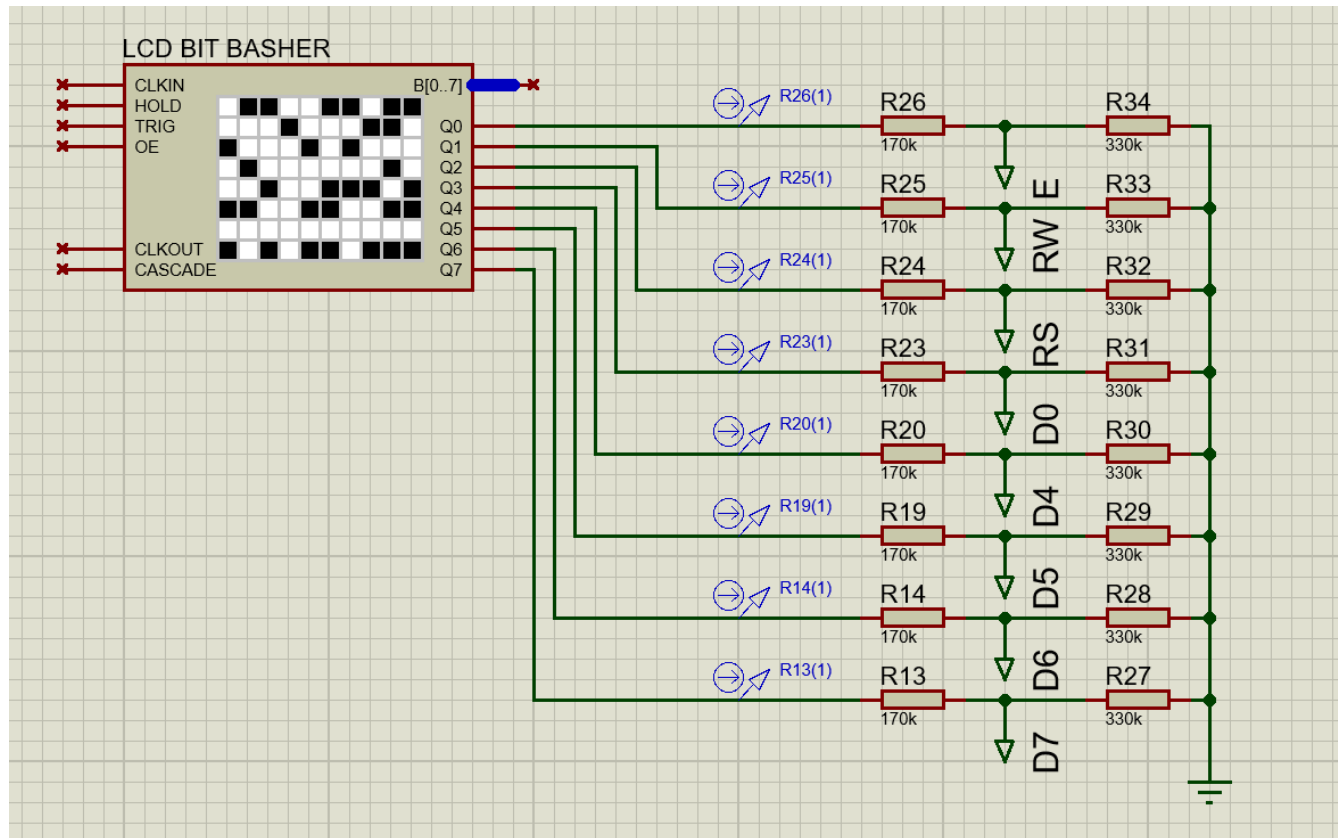 LCD BIT BASHER
CLKIN
HOLD
TRIG
OE
CLKOUT
CASCADE
B[0..7]
Q0
Q1
Q2
Q3
Q4
Q5
Q6
Q7
R26(1)
R26
170k
R34
330k
E
R25(1)
R25
170k
R33
330k
RW
R24(1)
R24
170k
R32
330k
RS
R23(1)
R23
170k
R31
330k
D0
R20(1)
R20
170k
R30
330k
D4
R19(1)
R19
170k
R29
330k
D5
R14(1)
R14
170k
R28
330k
D6
R13(1)
R13
170k
R27
330k
D7